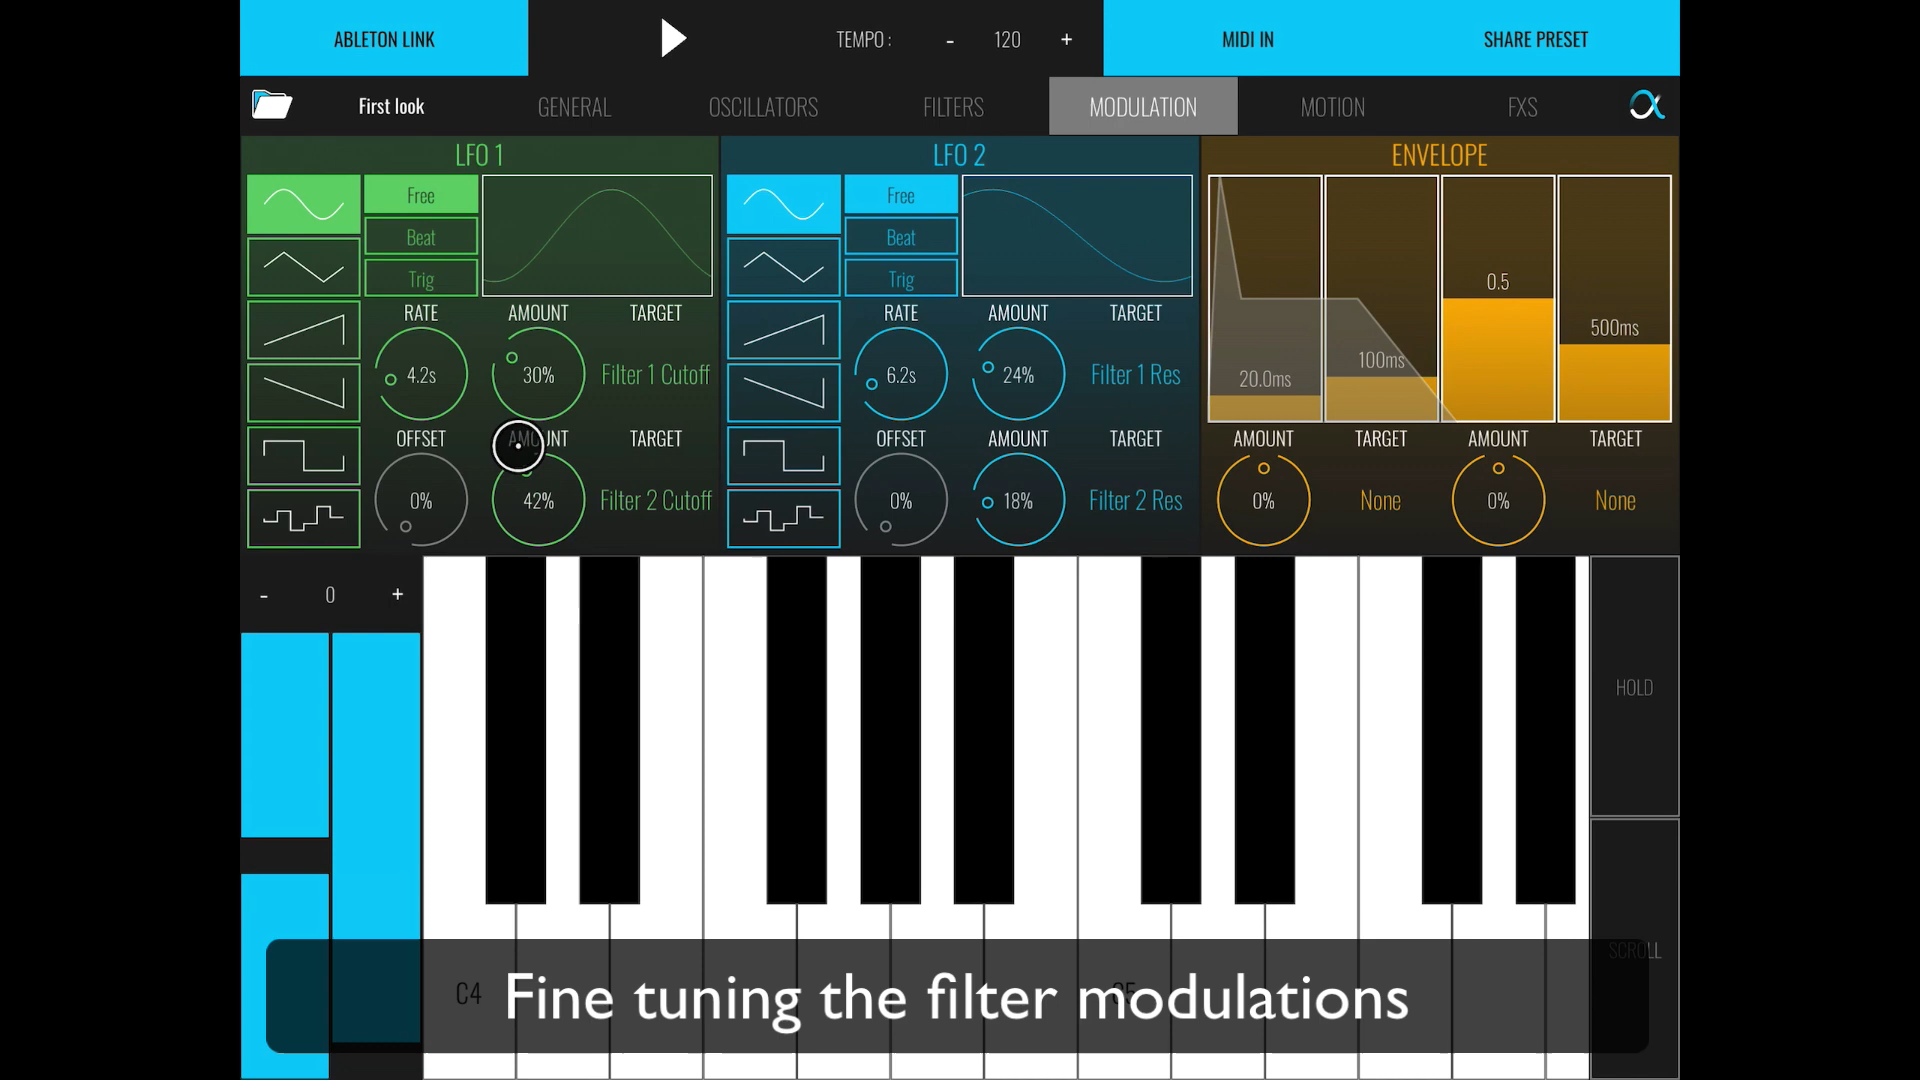 ABLETON LINK
TEMPO : - 120 +
MIDI IN
SHARE PRESET
First look
GENERAL
OSCILLATORS
FILTERS
MODULATION
MOTION
FXS
LFO 1
Free
Beat
Trig
RATE AMOUNT TARGET
4.2s 30% Filter 1 Cutoff
OFFSET AMOUNT TARGET
0% 42% Filter 2 Cutoff
LFO 2
Free
Beat
Trig
RATE AMOUNT TARGET
6.2s 24% Filter 1 Res
OFFSET AMOUNT TARGET
0% 18% Filter 2 Res
ENVELOPE
20.0ms 100ms 0.5 500ms
AMOUNT TARGET AMOUNT TARGET
0% None 0% None
- 0 +
HOLD
SCROLL
C4
C5
Fine tuning the filter modulations